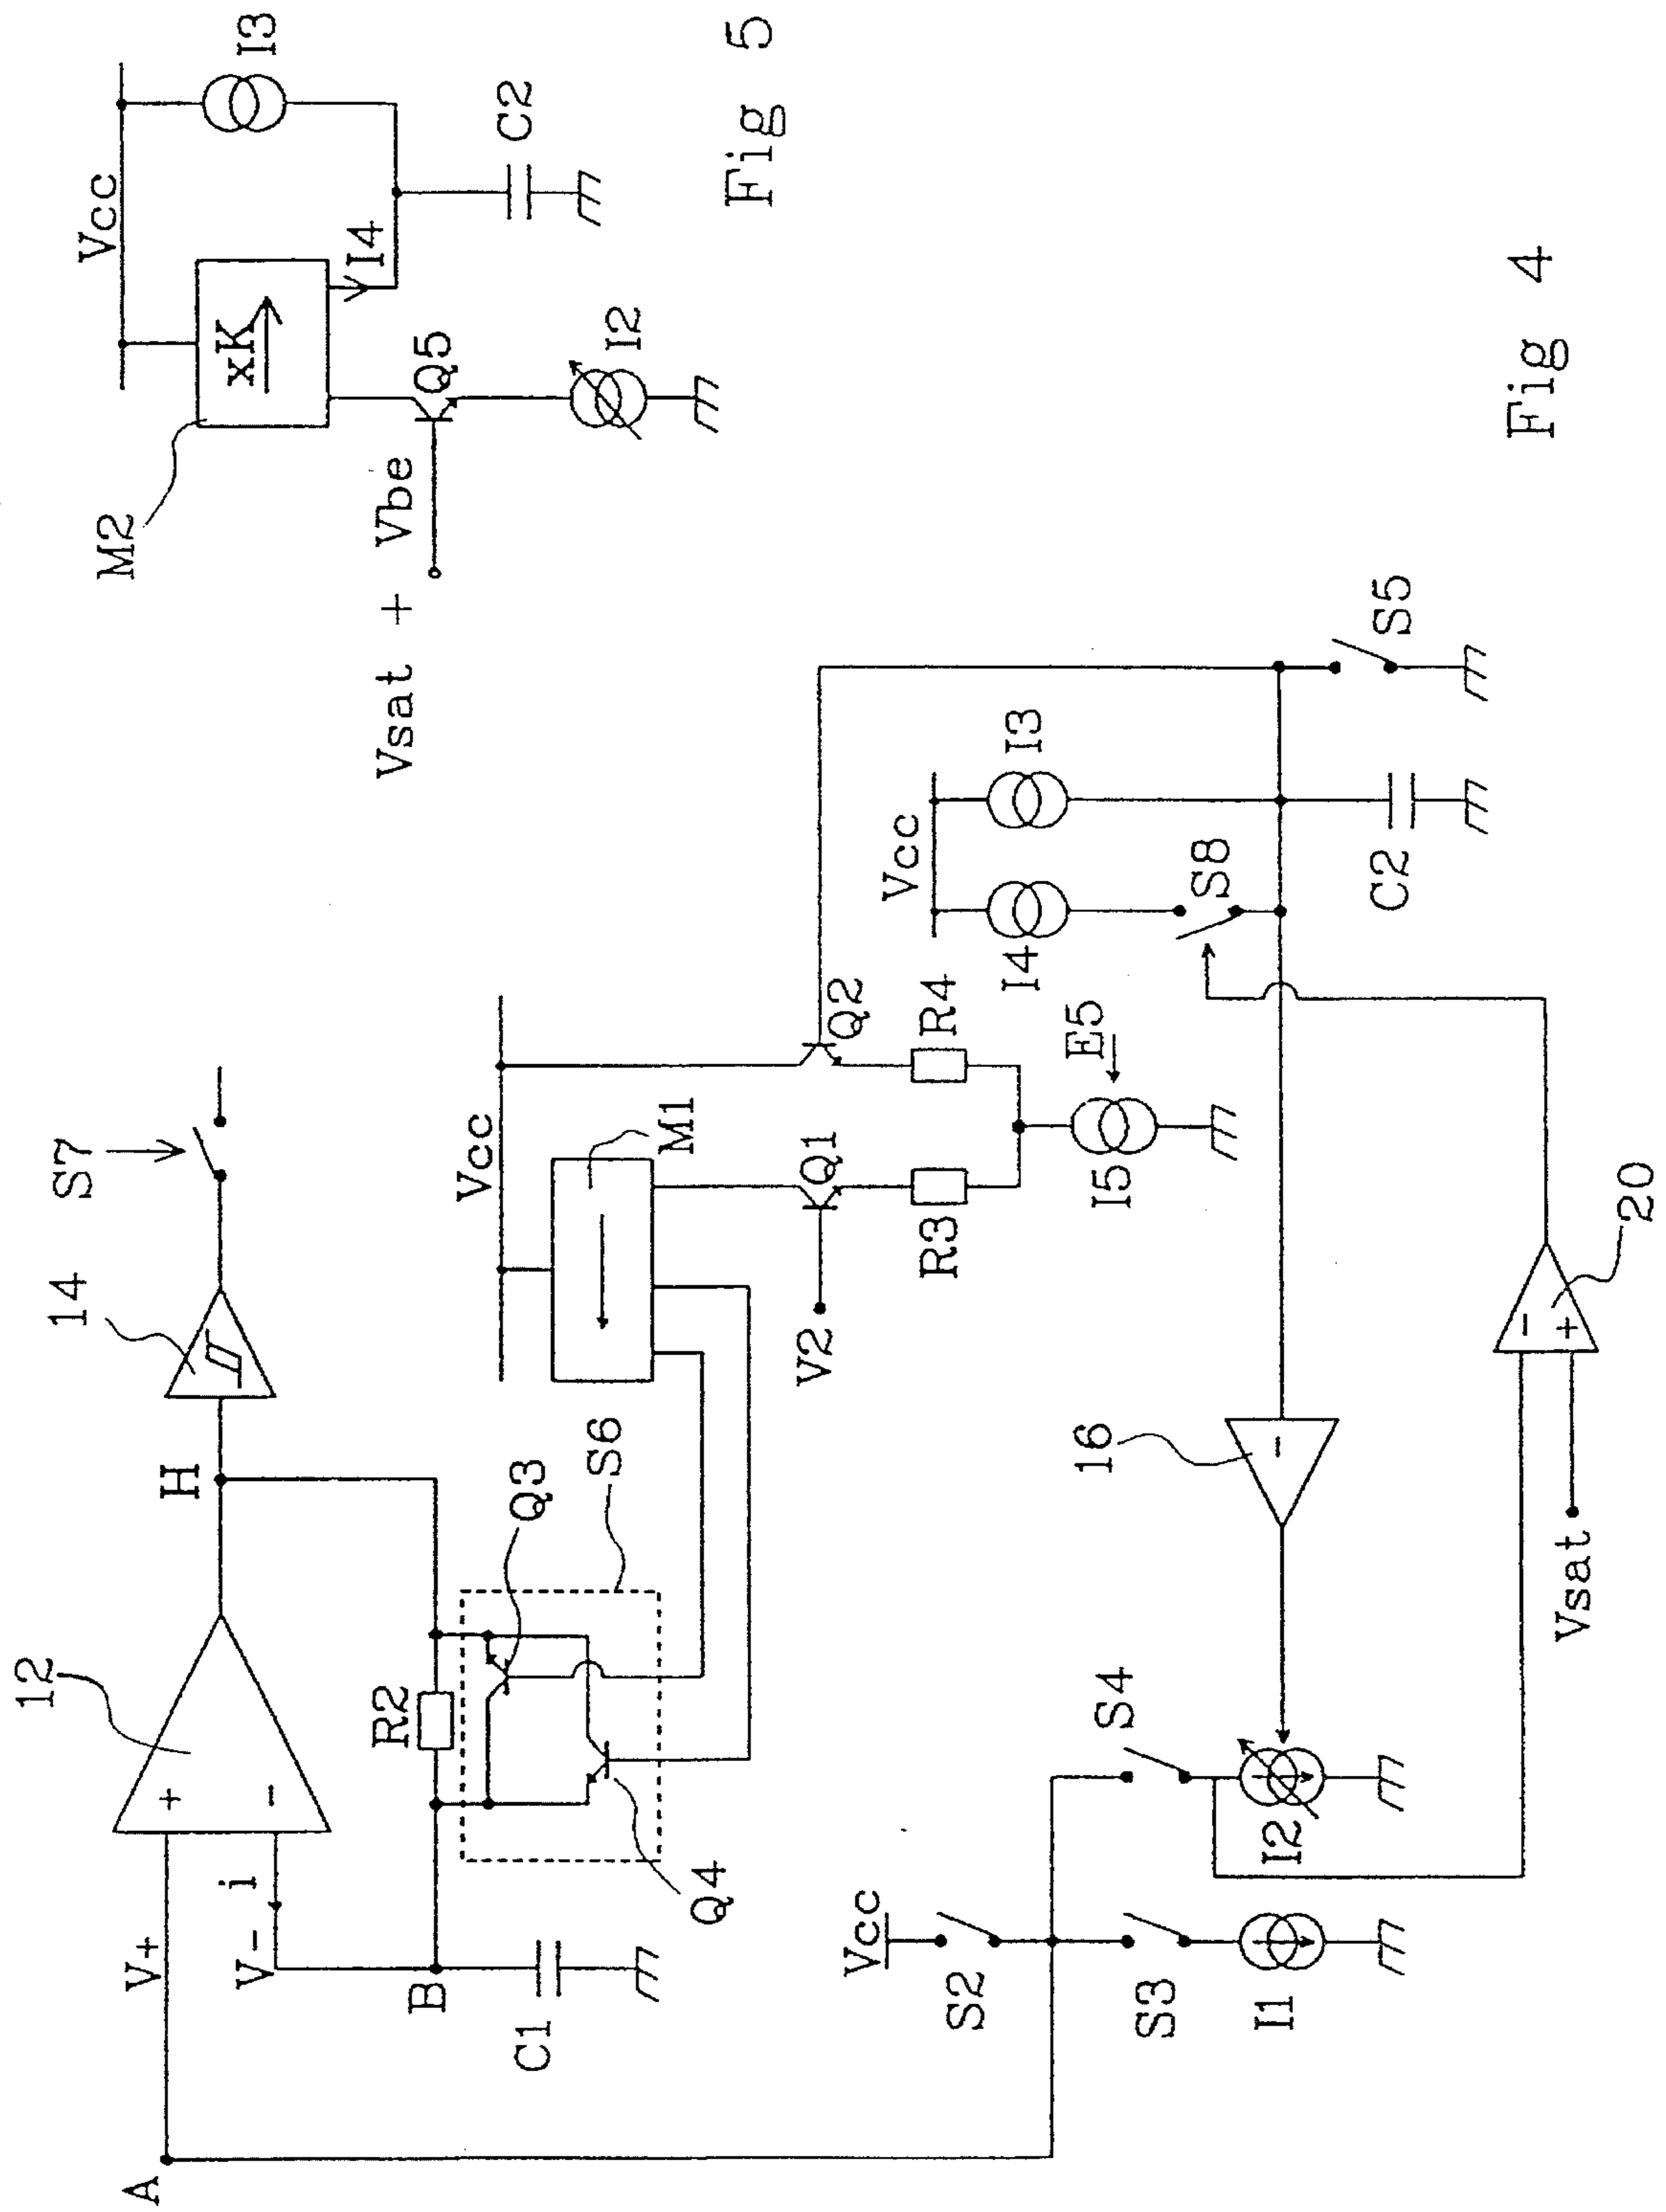 Vcc
I3
M2
xK
I4
C2
Vsat + Vbe
Q5
I2
Fig 5
12
14
S7
H
V+
+
V-
-
i
A
B
C1
R2
Q3
Q4
S6
Vcc
M1
V2
Q1
Q2
R3
R4
E5
I5
Vcc
I4
I3
S8
C2
S5
16
-
Vcc
S2
S3
S4
I1
I2
-
+
20
Vsat
Fig 4